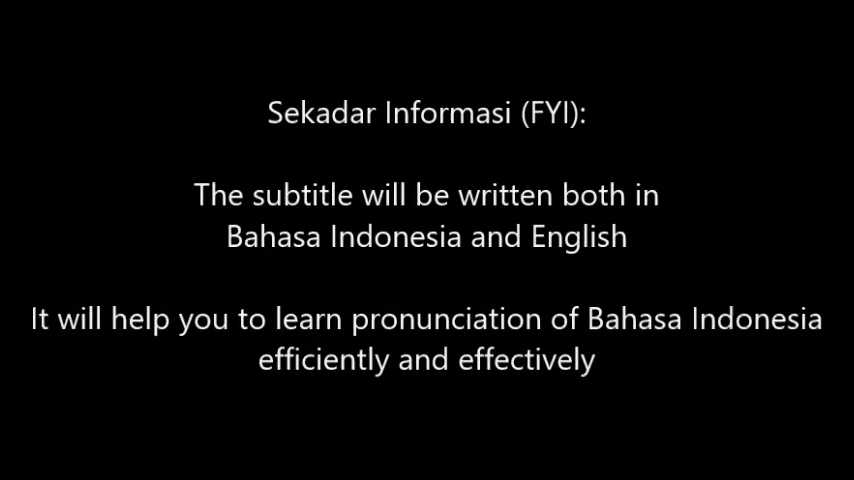 Sekadar Informasi (FYI):
The subtitle will be written both in
Bahasa Indonesia and English
It will help you to learn pronunciation of Bahasa Indonesia
efficiently and effectively